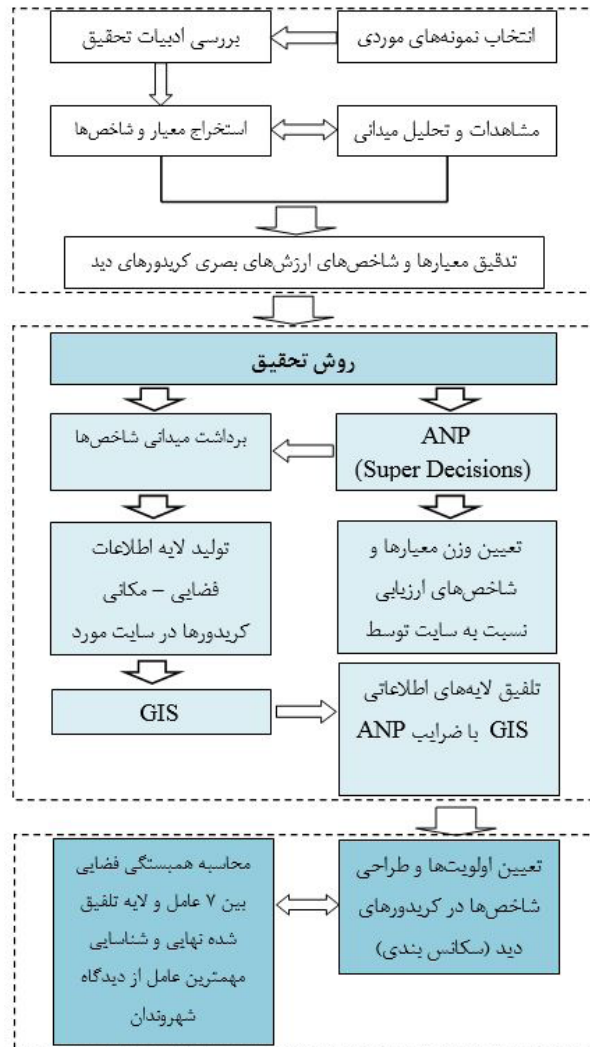 انتخاب نمونه‌های موردی
بررسی ادبیات تحقیق
مشاهدات و تحلیل میدانی
استخراج معیار و شاخص‌ها
تدقیق معیارها و شاخص‌های ارزش‌های بصری کریدورهای دید
روش تحقیق
ANP
(Super Decisions)
برداشت میدانی شاخص‌ها
تعیین وزن معیارها و
شاخص‌های ارزیابی
نسبت به سایت توسط
تولید لایه اطلاعات
فضایی – مکانی
کریدورها در سایت مورد
GIS
تلفیق لایه‌های اطلاعاتی
GIS با ضرایب ANP
تعیین اولویت‌ها و طراحی
شاخص‌ها در کریدورهای
دید (سکانس بندی)
محاسبه همبستگی فضایی
بین ۷ عامل و لایه تلفیق
شده نهایی و شناسایی
مهمترین عامل از دیدگاه
شهروندان